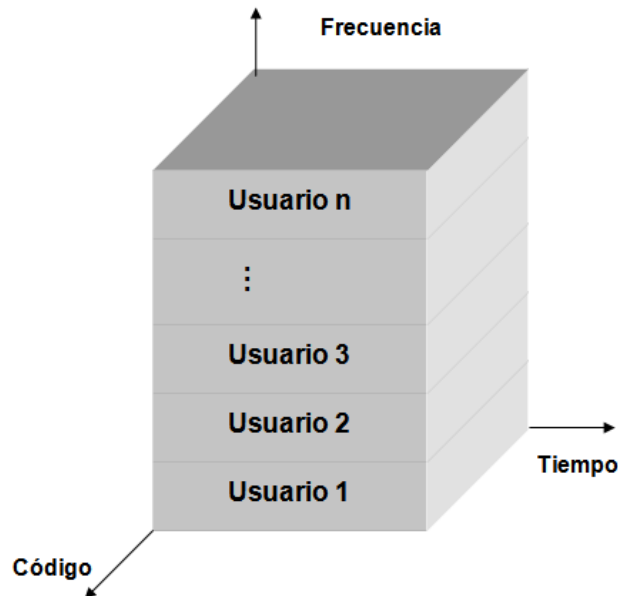 Frecuencia
Usuario n
⋮
Usuario 3
Usuario 2
Usuario 1
Tiempo
Código